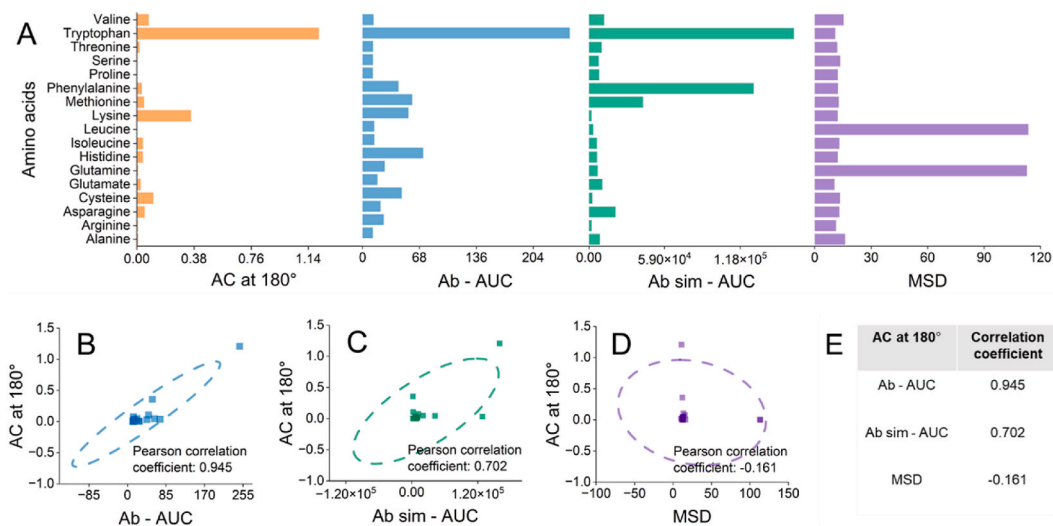 A
Amino acids
Valine
Tryptophan
Threonine
Serine
Proline
Phenylalanine
Methionine
Lysine
Leucine
Isoleucine
Histidine
Glutamine
Glutamate
Cysteine
Asparagine
Arginine
Alanine
0.00 0.38 0.76 1.14
AC at 180°
0 68 136 204
Ab - AUC
0.00 5.90×10⁴ 1.18×10⁵
Ab sim - AUC
0 30 60 90 120
MSD
B
AC at 180°
1.5
1.0
0.5
0.0
−0.5
−1.0
Pearson correlation
coefficient: 0.945
−85 0 85 170 255
Ab - AUC
C
AC at 180°
1.5
1.0
0.5
0.0
−0.5
−1.0
Pearson correlation
coefficient: 0.702
−1.20×10⁵ 0.00 1.20×10⁵
Ab sim - AUC
D
AC at 180°
1.5
1.0
0.5
0.0
−0.5
−1.0
Pearson correlation
coefficient: -0.161
−100 −50 0 50 100 150
MSD
E
AC at 180° Correlation
coefficient
Ab - AUC 0.945
Ab sim - AUC 0.702
MSD -0.161